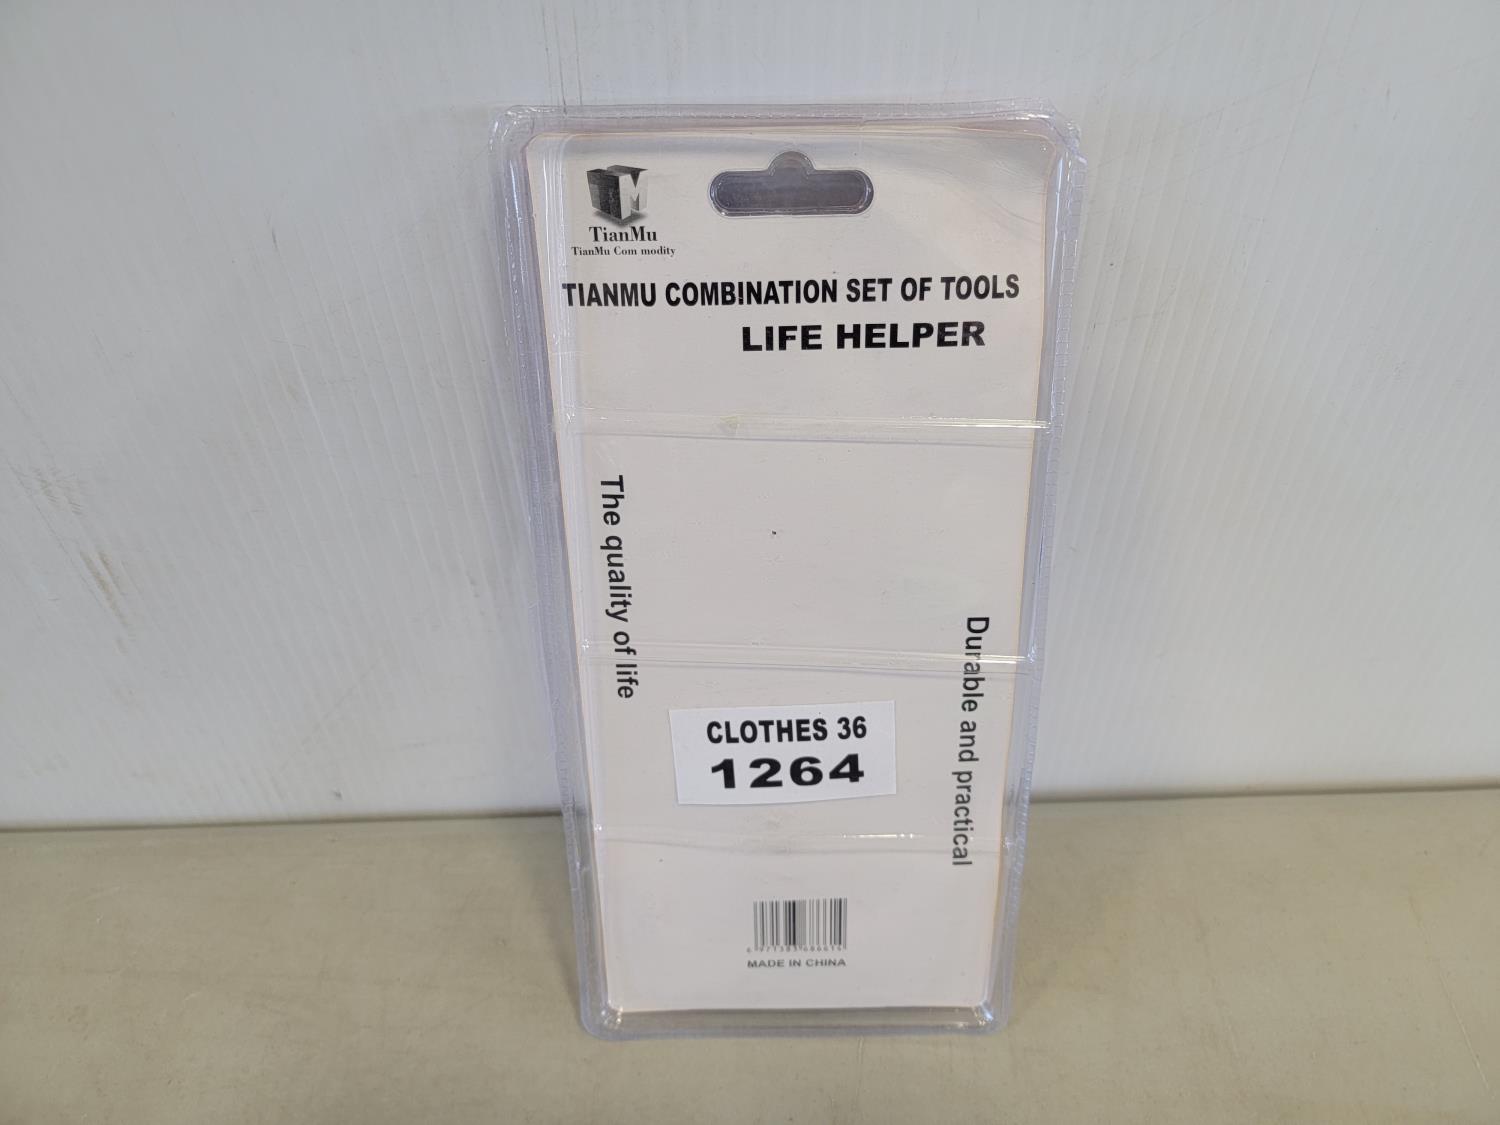 TM
TianMu
TianMu Com modity
TIANMU COMBINATION SET OF TOOLS
LIFE HELPER
The quality of life
Durable and practical
CLOTHES 36
1264
MADE IN CHINA